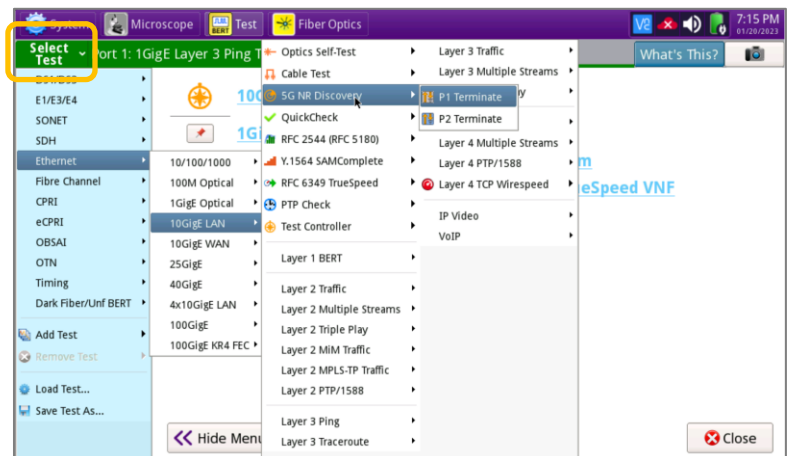 System
Microscope
Test
Fiber Optics
7:15 PM
01/20/2023
Select Test
Port 1: 1GigE Layer 3 Ping T
What's This?
DS1/DS3
E1/E3/E4
SONET
SDH
Ethernet
Fibre Channel
CPRI
eCPRI
OBSAI
OTN
Timing
Dark Fiber/Unf BERT
Add Test
Remove Test
Load Test...
Save Test As...
10/100/1000
100M Optical
1GigE Optical
10GigE LAN
10GigE WAN
25GigE
40GigE
4x10GigE LAN
100GigE
100GigE KR4 FEC
Optics Self-Test
Cable Test
5G NR Discovery
QuickCheck
RFC 2544 (RFC 5180)
Y.1564 SAMComplete
RFC 6349 TrueSpeed
PTP Check
Test Controller
Layer 1 BERT
Layer 2 Traffic
Layer 2 Multiple Streams
Layer 2 Triple Play
Layer 2 MiM Traffic
Layer 2 MPLS-TP Traffic
Layer 2 PTP/1588
Layer 3 Ping
Layer 3 Traceroute
Layer 3 Traffic
Layer 3 Multiple Streams
P1 Terminate
P2 Terminate
Layer 4 Multiple Streams
Layer 4 PTP/1588
Layer 4 TCP Wirespeed
IP Video
VoIP
100
1Gi
m
eSpeed VNF
Hide Menu
Close